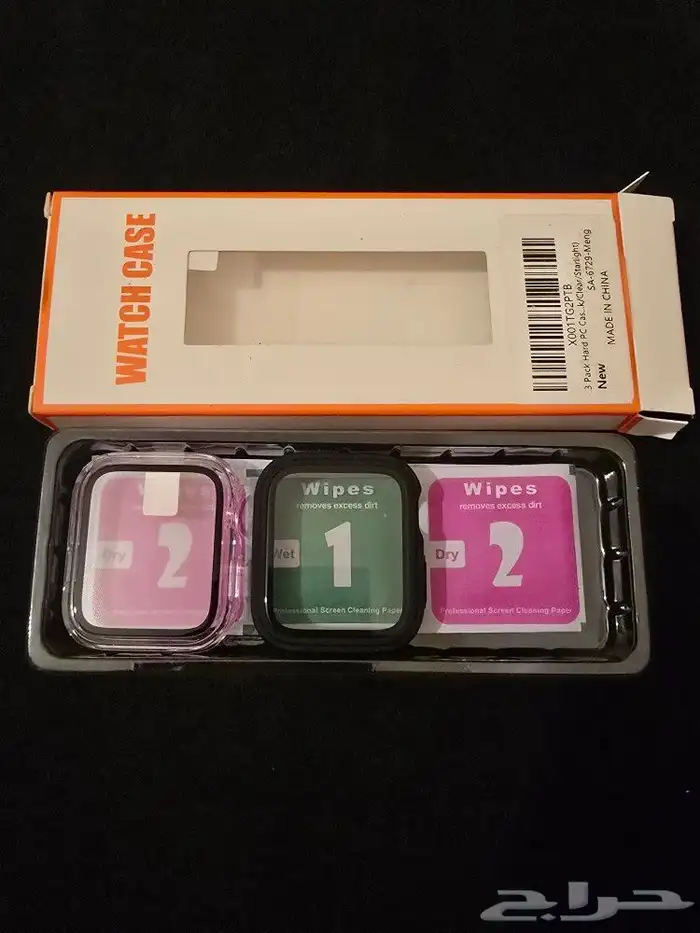 WATCH CASE
X001TG2PTB
3 Pack Hard PC Cas...k/Clear/Starlight)
SA-6729-Meng
New
MADE IN CHINA
Dry
2
Wipes
removes excess dirt
Wet
1
Professional Screen Cleaning Paper
Wipes
removes excess dirt
Dry
2
Professional Screen Cleaning Paper
حراج